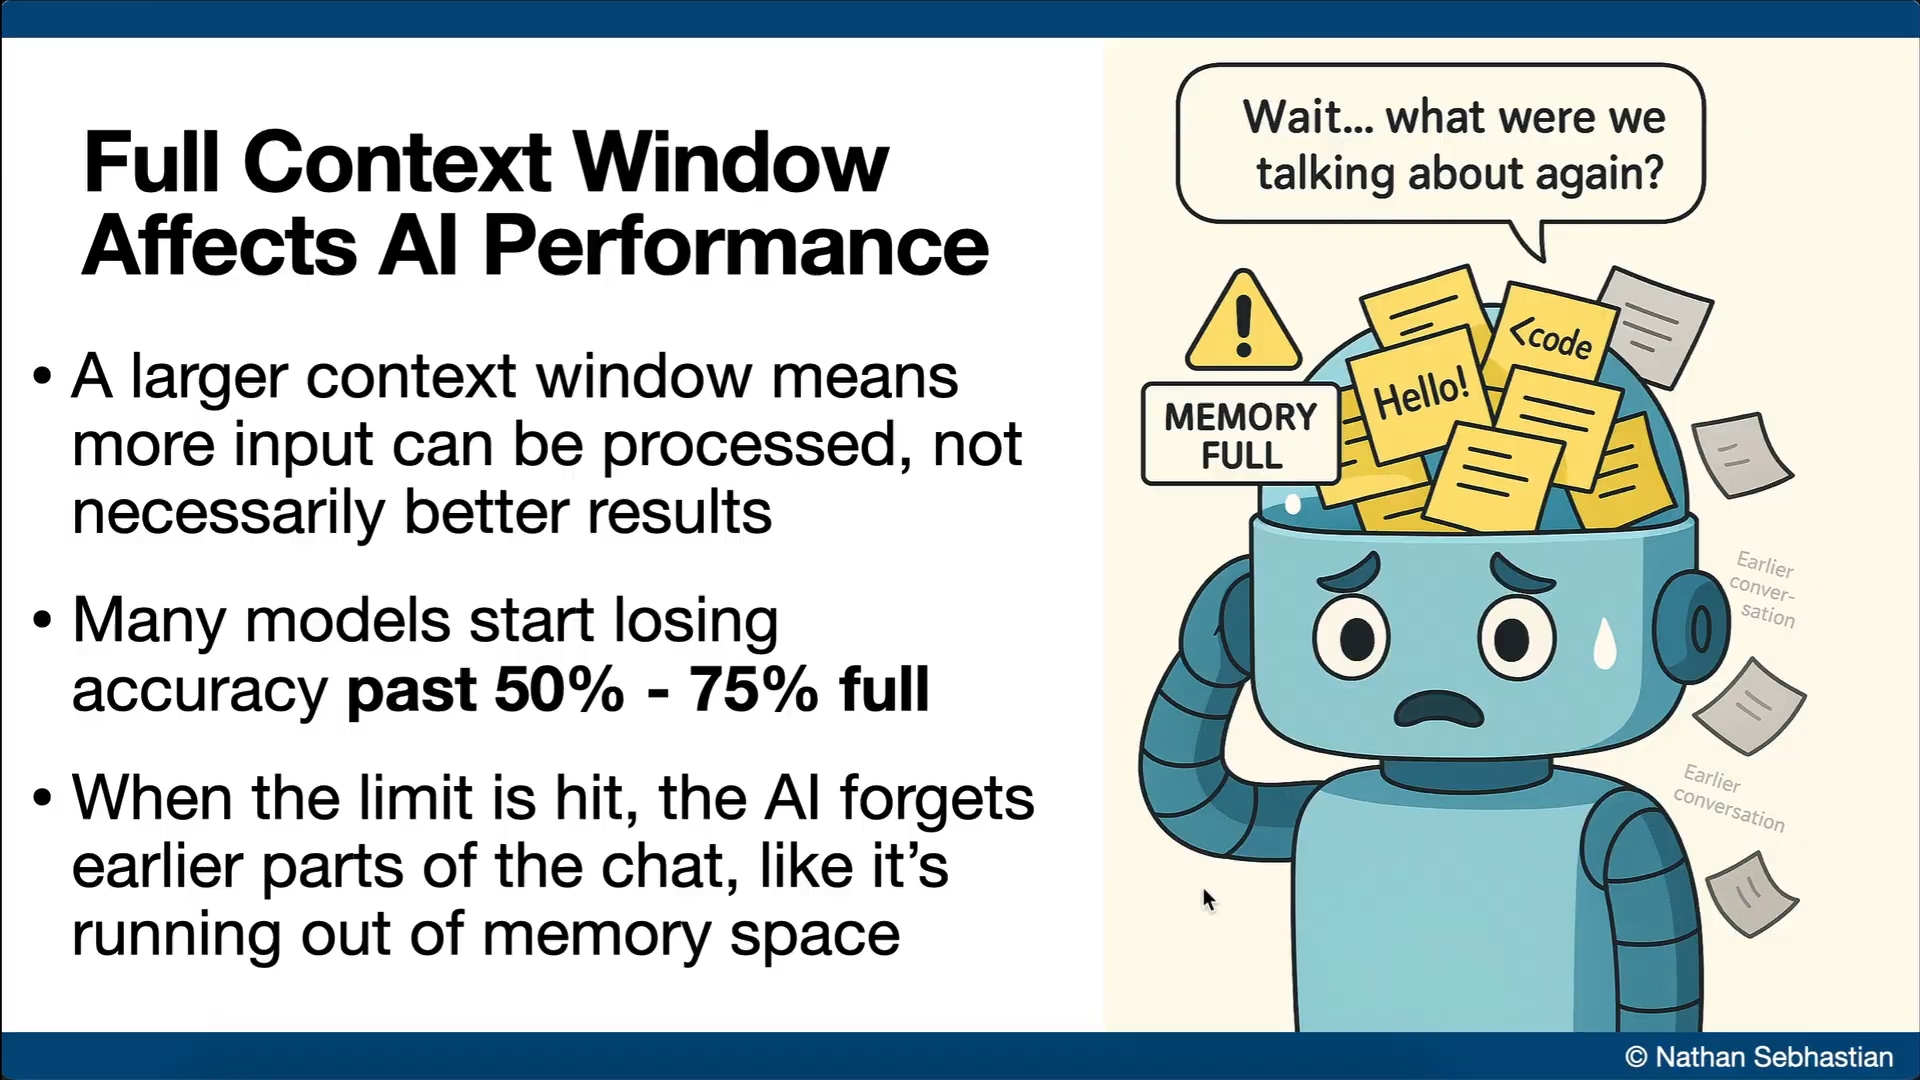 Full Context Window
Affects AI Performance
• A larger context window means
more input can be processed, not
necessarily better results
• Many models start losing
accuracy past 50% - 75% full
• When the limit is hit, the AI forgets
earlier parts of the chat, like it’s
running out of memory space
Wait... what were we
talking about again?
<code
Hello!
MEMORY
FULL
Earlier
conver-
sation
Earlier
conversation
© Nathan Sebhastian